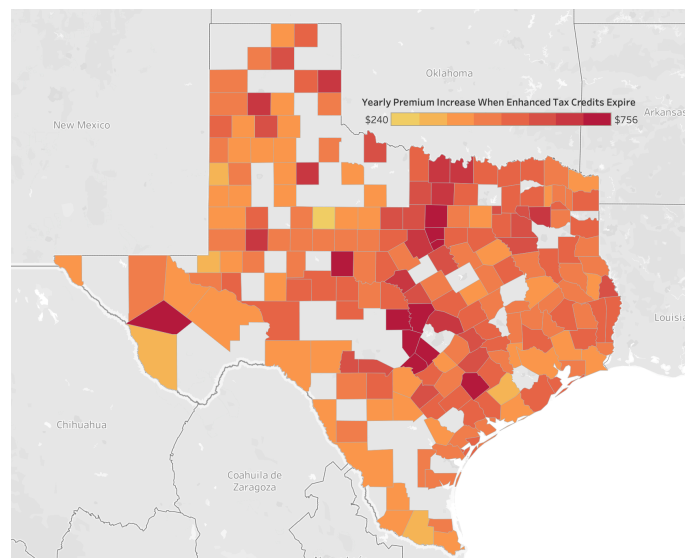 Oklahoma
Yearly Premium Increase When Enhanced Tax Credits Expire
$240
$756
Arkansas
New Mexico
Louisia
Chihuahua
Coahuila de
Zaragoza